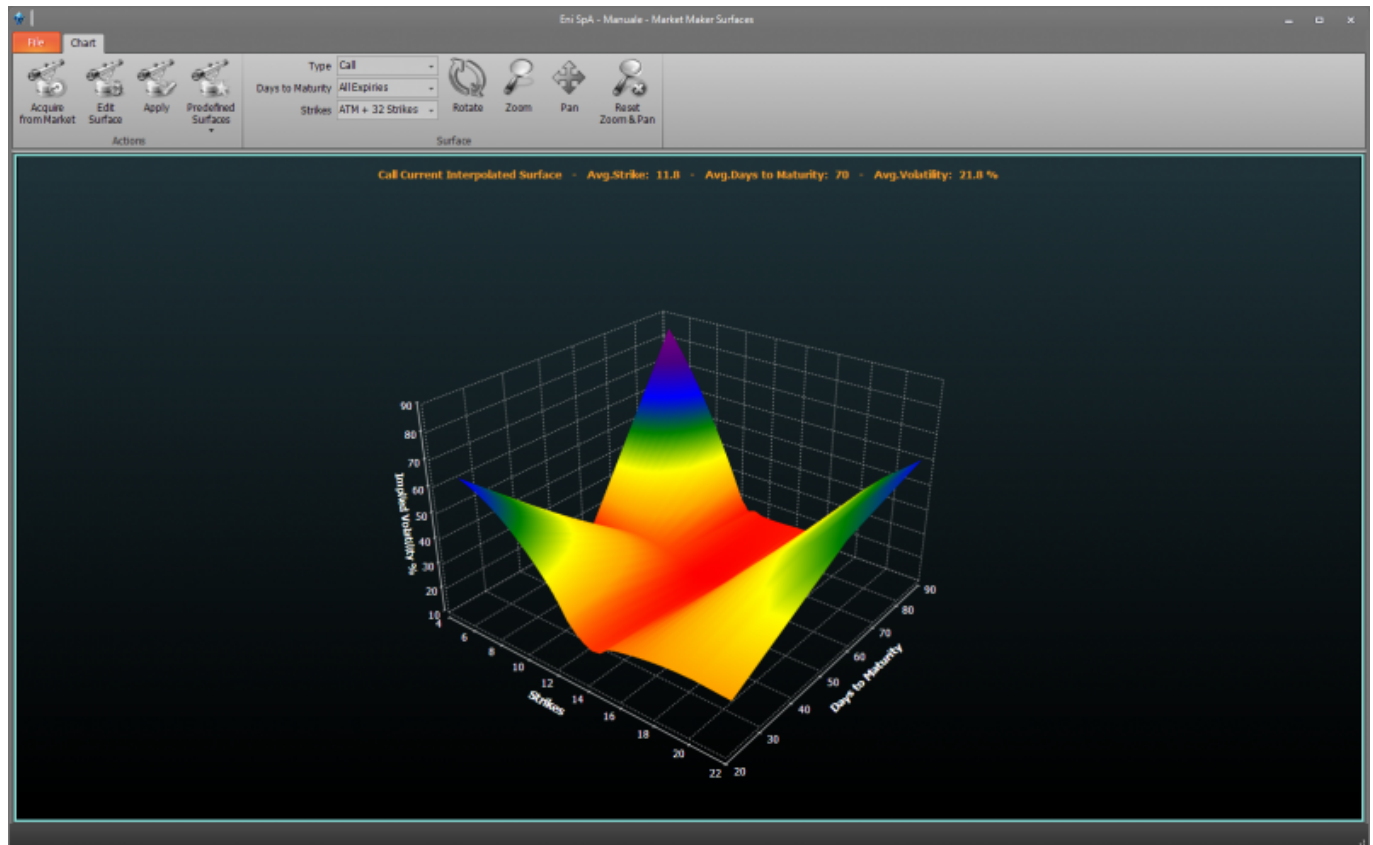 Eni SpA - Manuale - Market Maker Surfaces
File Chart
Acquire from Market
Edit Surface
Apply
Predefined Surfaces
Actions
Type Call
Days to Maturity All Expiries
Strikes ATM + 32 Strikes
Rotate
Zoom
Pan
Reset Zoom & Pan
Surface
Call Current Interpolated Surface - Avg.Strike: 11.8 - Avg.Days to Maturity: 70 - Avg.Volatility: 21.8 %
90
80
70
60
50
40
30
20
10
Implied Volatility %
4
6
8
10
12
14
16
18
20
22
Strikes
20
30
40
50
60
70
80
90
Days to Maturity